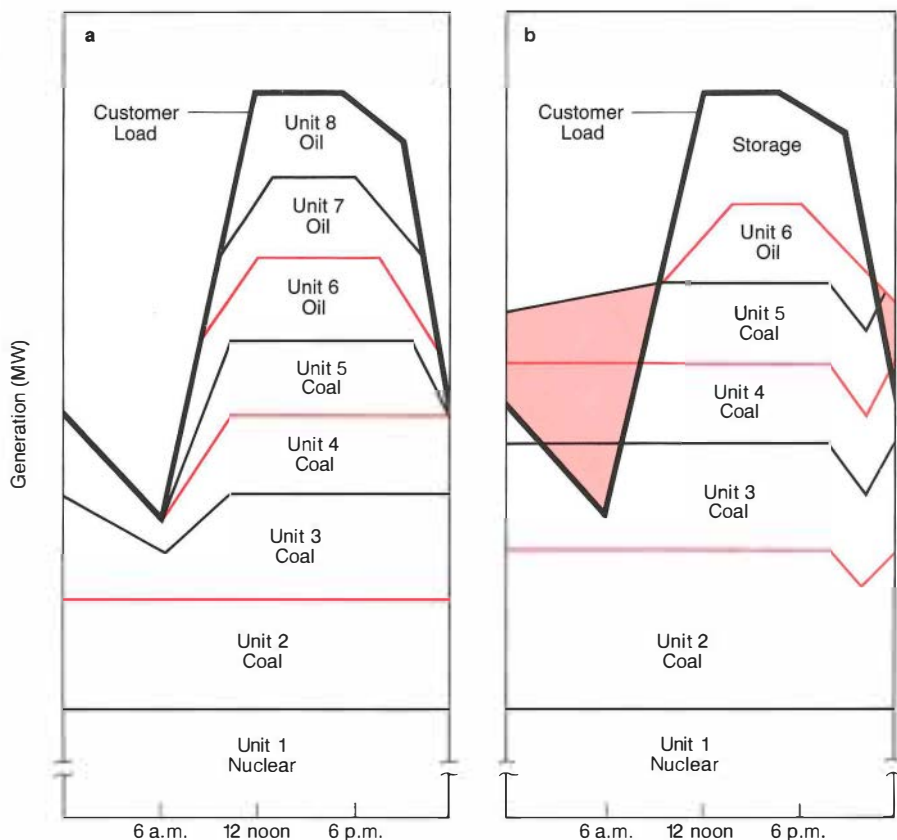 Generation (MW)
a
Customer
Load
Unit 8
Oil
Unit 7
Oil
Unit 6
Oil
Unit 5
Coal
Unit 4
Coal
Unit 3
Coal
Unit 2
Coal
Unit 1
Nuclear
6 a.m. 12 noon 6 p.m.
b
Customer
Load
Storage
Unit 6
Oil
Unit 5
Coal
Unit 4
Coal
Unit 3
Coal
Unit 2
Coal
Unit 1
Nuclear
6 a.m. 12 noon 6 p.m.